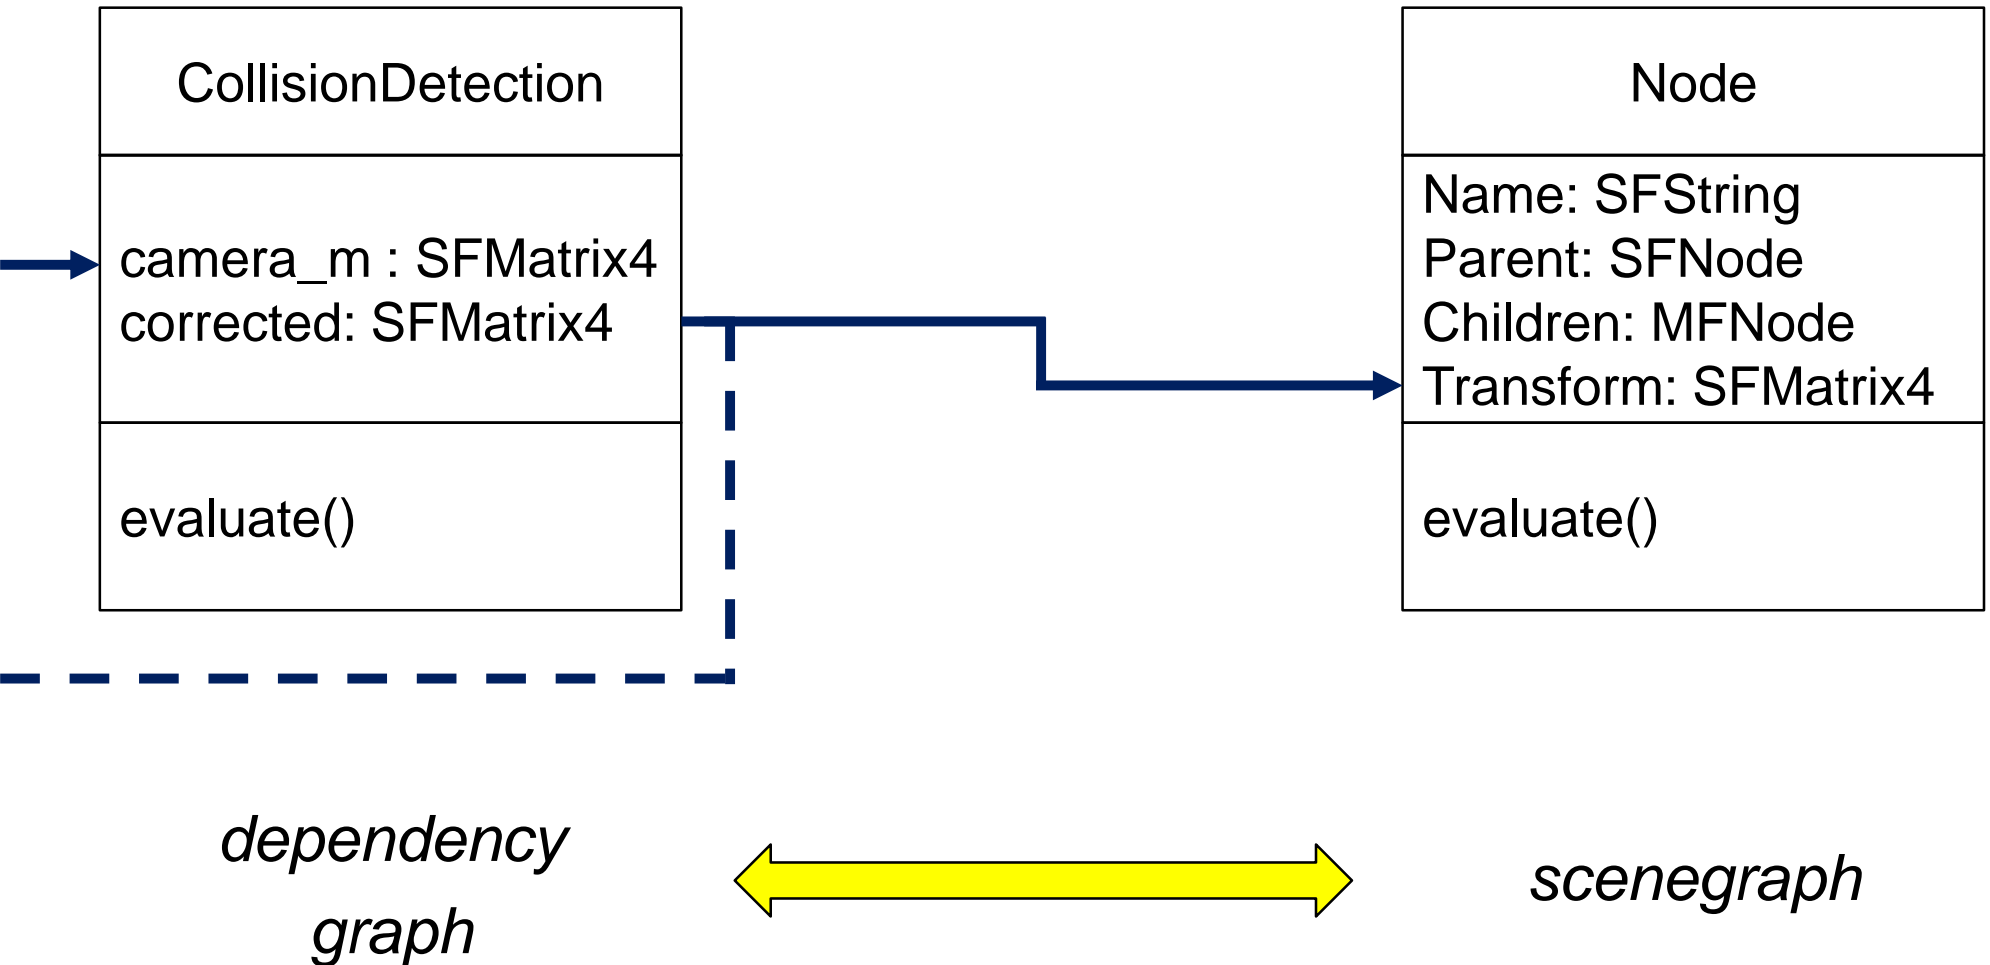 CollisionDetection
camera_m : SFMatrix4
corrected: SFMatrix4
evaluate()
Node
Name: SFString
Parent: SFNode
Children: MFNode
Transform: SFMatrix4
evaluate()
dependency
graph
scenegraph